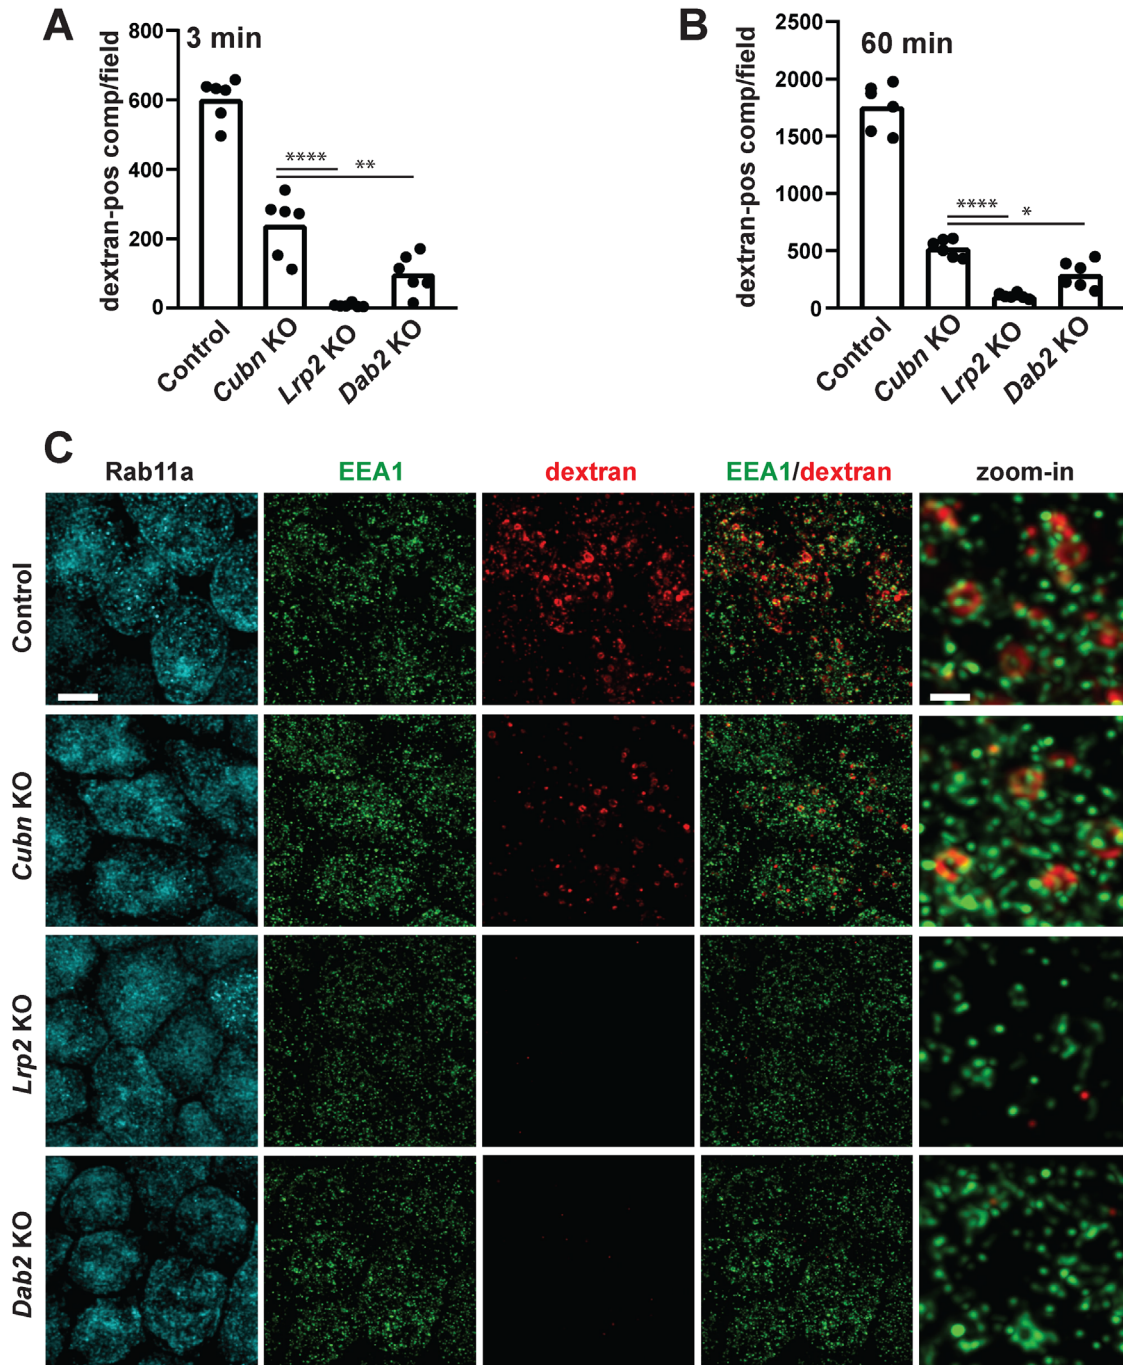 A
3 min
dextran-pos comp/field
800
600
400
200
0
****
**
Control
Cubn KO
Lrp2 KO
Dab2 KO
B
60 min
dextran-pos comp/field
2500
2000
1500
1000
500
0
****
*
Control
Cubn KO
Lrp2 KO
Dab2 KO
C
Rab11a EEA1 dextran EEA1/dextran zoom-in
Control
Cubn KO
Lrp2 KO
Dab2 KO